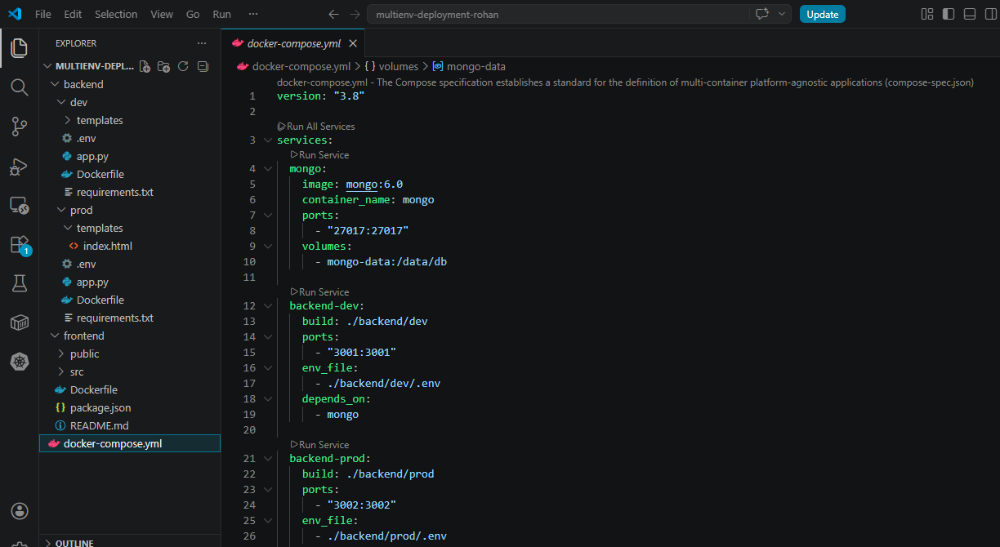 File Edit Selection View Go Run ··· multienv-deployment-rohan Update
EXPLORER ···
MULTIENV-DEPL...
backend
dev
templates
.env
app.py
Dockerfile
requirements.txt
prod
templates
index.html
.env
app.py
Dockerfile
requirements.txt
frontend
public
src
Dockerfile
package.json
README.md
docker-compose.yml
OUTLINE
1
docker-compose.yml
docker-compose.yml > { } volumes > mongo-data
docker-compose.yml - The Compose specification establishes a standard for the definition of multi-container platform-agnostic applications (compose-spec.json)
1 version: "3.8"
2
Run All Services
3 services:
Run Service
4 mongo:
5 image: mongo:6.0
6 container_name: mongo
7 ports:
8 - "27017:27017"
9 volumes:
10 - mongo-data:/data/db
11
Run Service
12 backend-dev:
13 build: ./backend/dev
14 ports:
15 - "3001:3001"
16 env_file:
17 - ./backend/dev/.env
18 depends_on:
19 - mongo
20
Run Service
21 backend-prod:
22 build: ./backend/prod
23 ports:
24 - "3002:3002"
25 env_file:
26 - ./backend/prod/.env